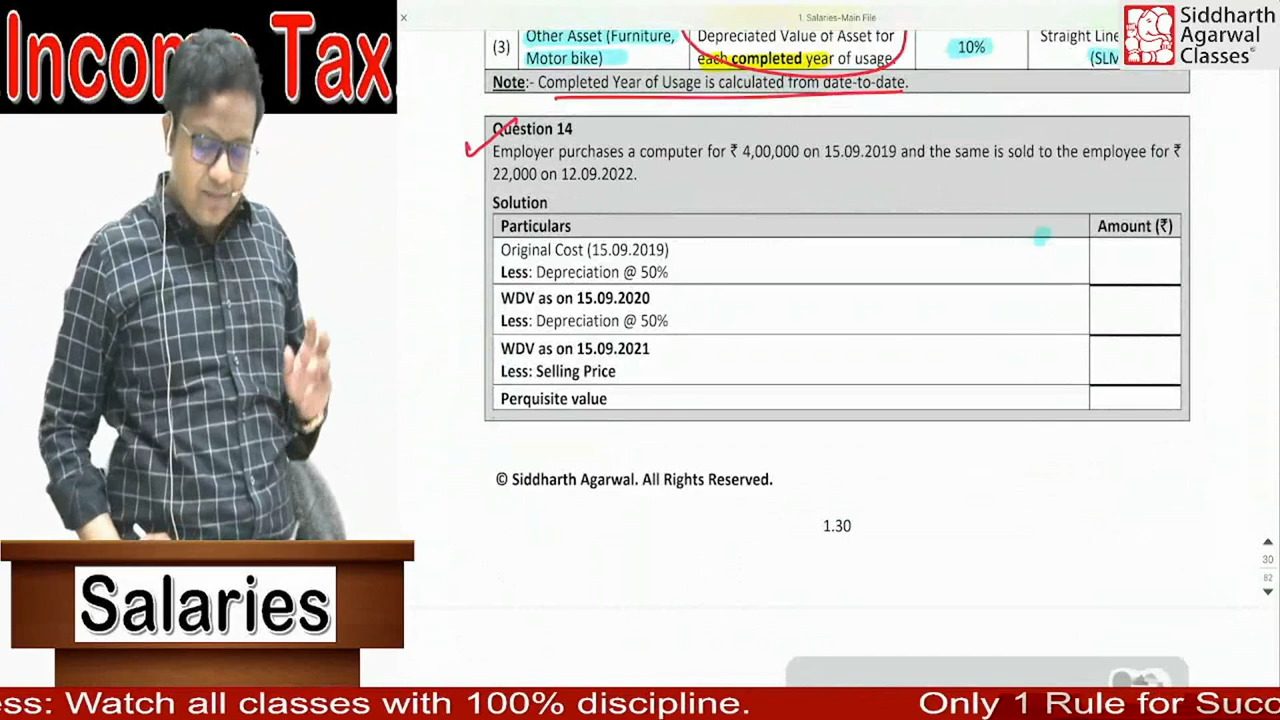 Income Tax
Salaries
×
1. Salaries-Main File
Siddharth
Agarwal
Classes
(3)
Other Asset (Furniture,
Motor bike)
Depreciated Value of Asset for
each completed year of usage.
10%
Straight Line
(SLM
Note:- Completed Year of Usage is calculated from date-to-date.
Question 14
Employer purchases a computer for ₹ 4,00,000 on 15.09.2019 and the same is sold to the employee for ₹
22,000 on 12.09.2022.
Solution
Particulars Amount (₹)
Original Cost (15.09.2019)
Less: Depreciation @ 50%
WDV as on 15.09.2020
Less: Depreciation @ 50%
WDV as on 15.09.2021
Less: Selling Price
Perquisite value
© Siddharth Agarwal. All Rights Reserved.
1.30
30
82
ess: Watch all classes with 100% discipline. Only 1 Rule for Succ